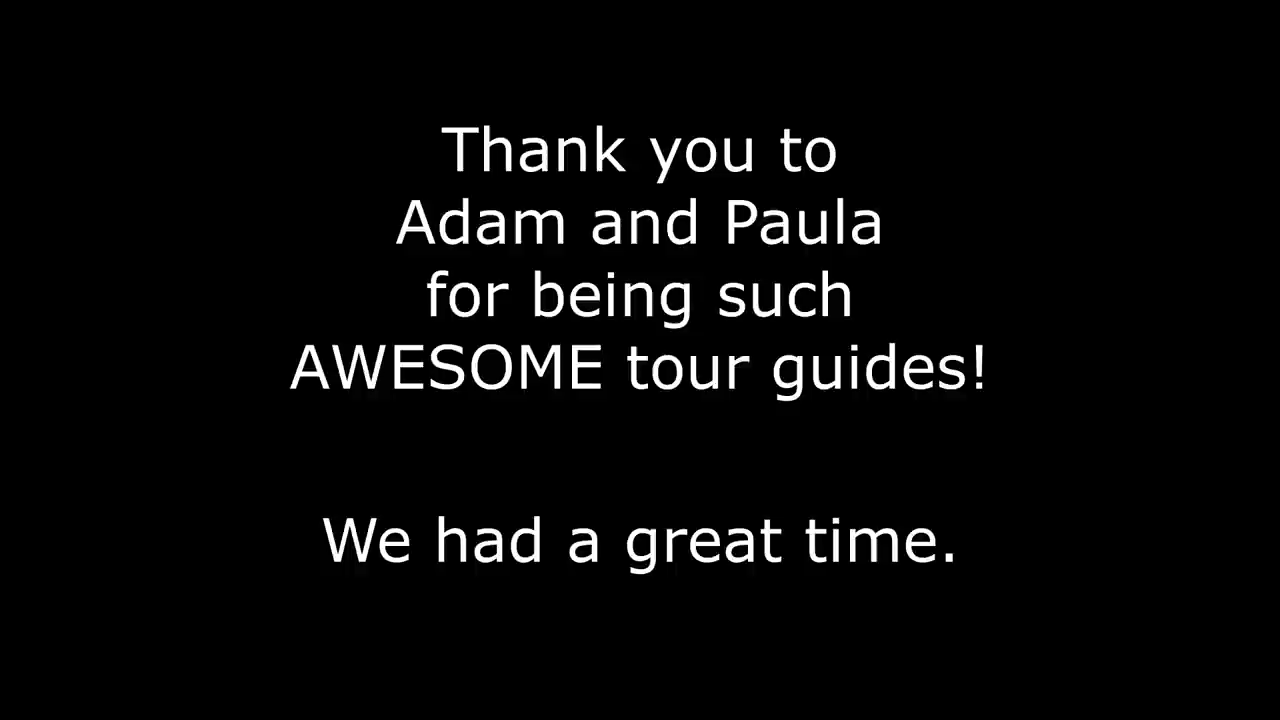 Thank you to
Adam and Paula
for being such
AWESOME tour guides!
We had a great time.